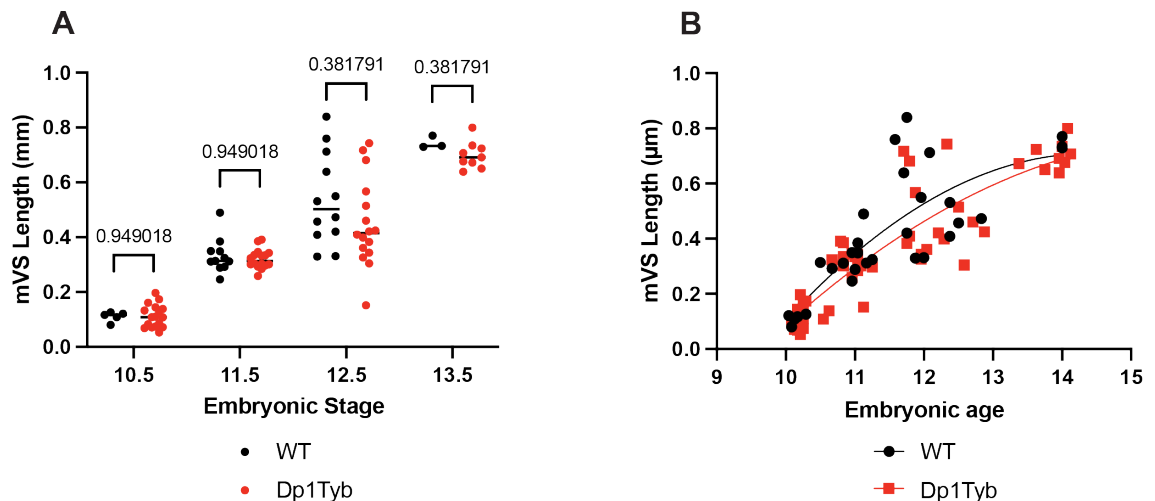 A
mVS Length (mm)
1.0
0.8
0.6
0.4
0.2
0.0
0.949018
0.949018
0.381791
0.381791
10.5
11.5
12.5
13.5
Embryonic Stage
WT
Dp1Tyb
B
mVS Length (µm)
1.0
0.8
0.6
0.4
0.2
0.0
9
10
11
12
13
14
15
Embryonic age
WT
Dp1Tyb